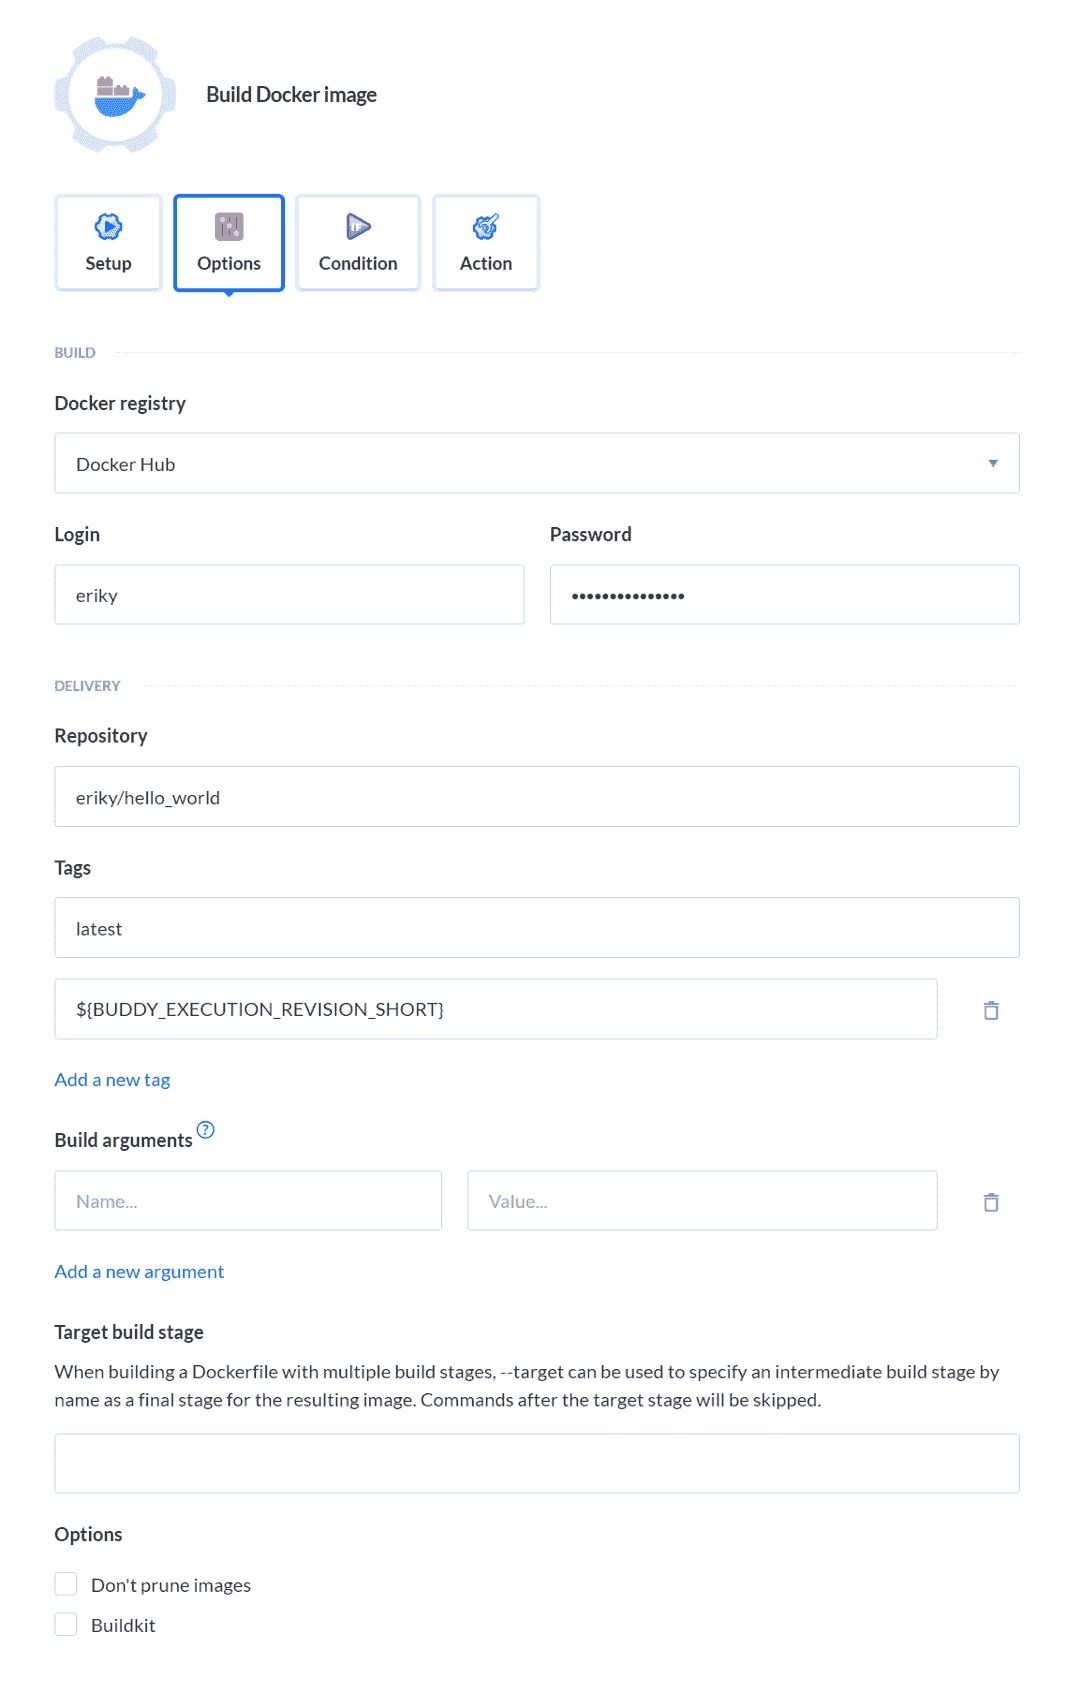 Build Docker image
Setup
Options
Condition
Action
BUILD
Docker registry
Docker Hub
Login
Password
eriky
•••••••••••••••
DELIVERY
Repository
eriky/hello_world
Tags
latest
${BUDDY_EXECUTION_REVISION_SHORT}
Add a new tag
Build arguments ?
Name...
Value...
Add a new argument
Target build stage
When building a Dockerfile with multiple build stages, --target can be used to specify an intermediate build stage by
name as a final stage for the resulting image. Commands after the target stage will be skipped.
Options
Don't prune images
Buildkit